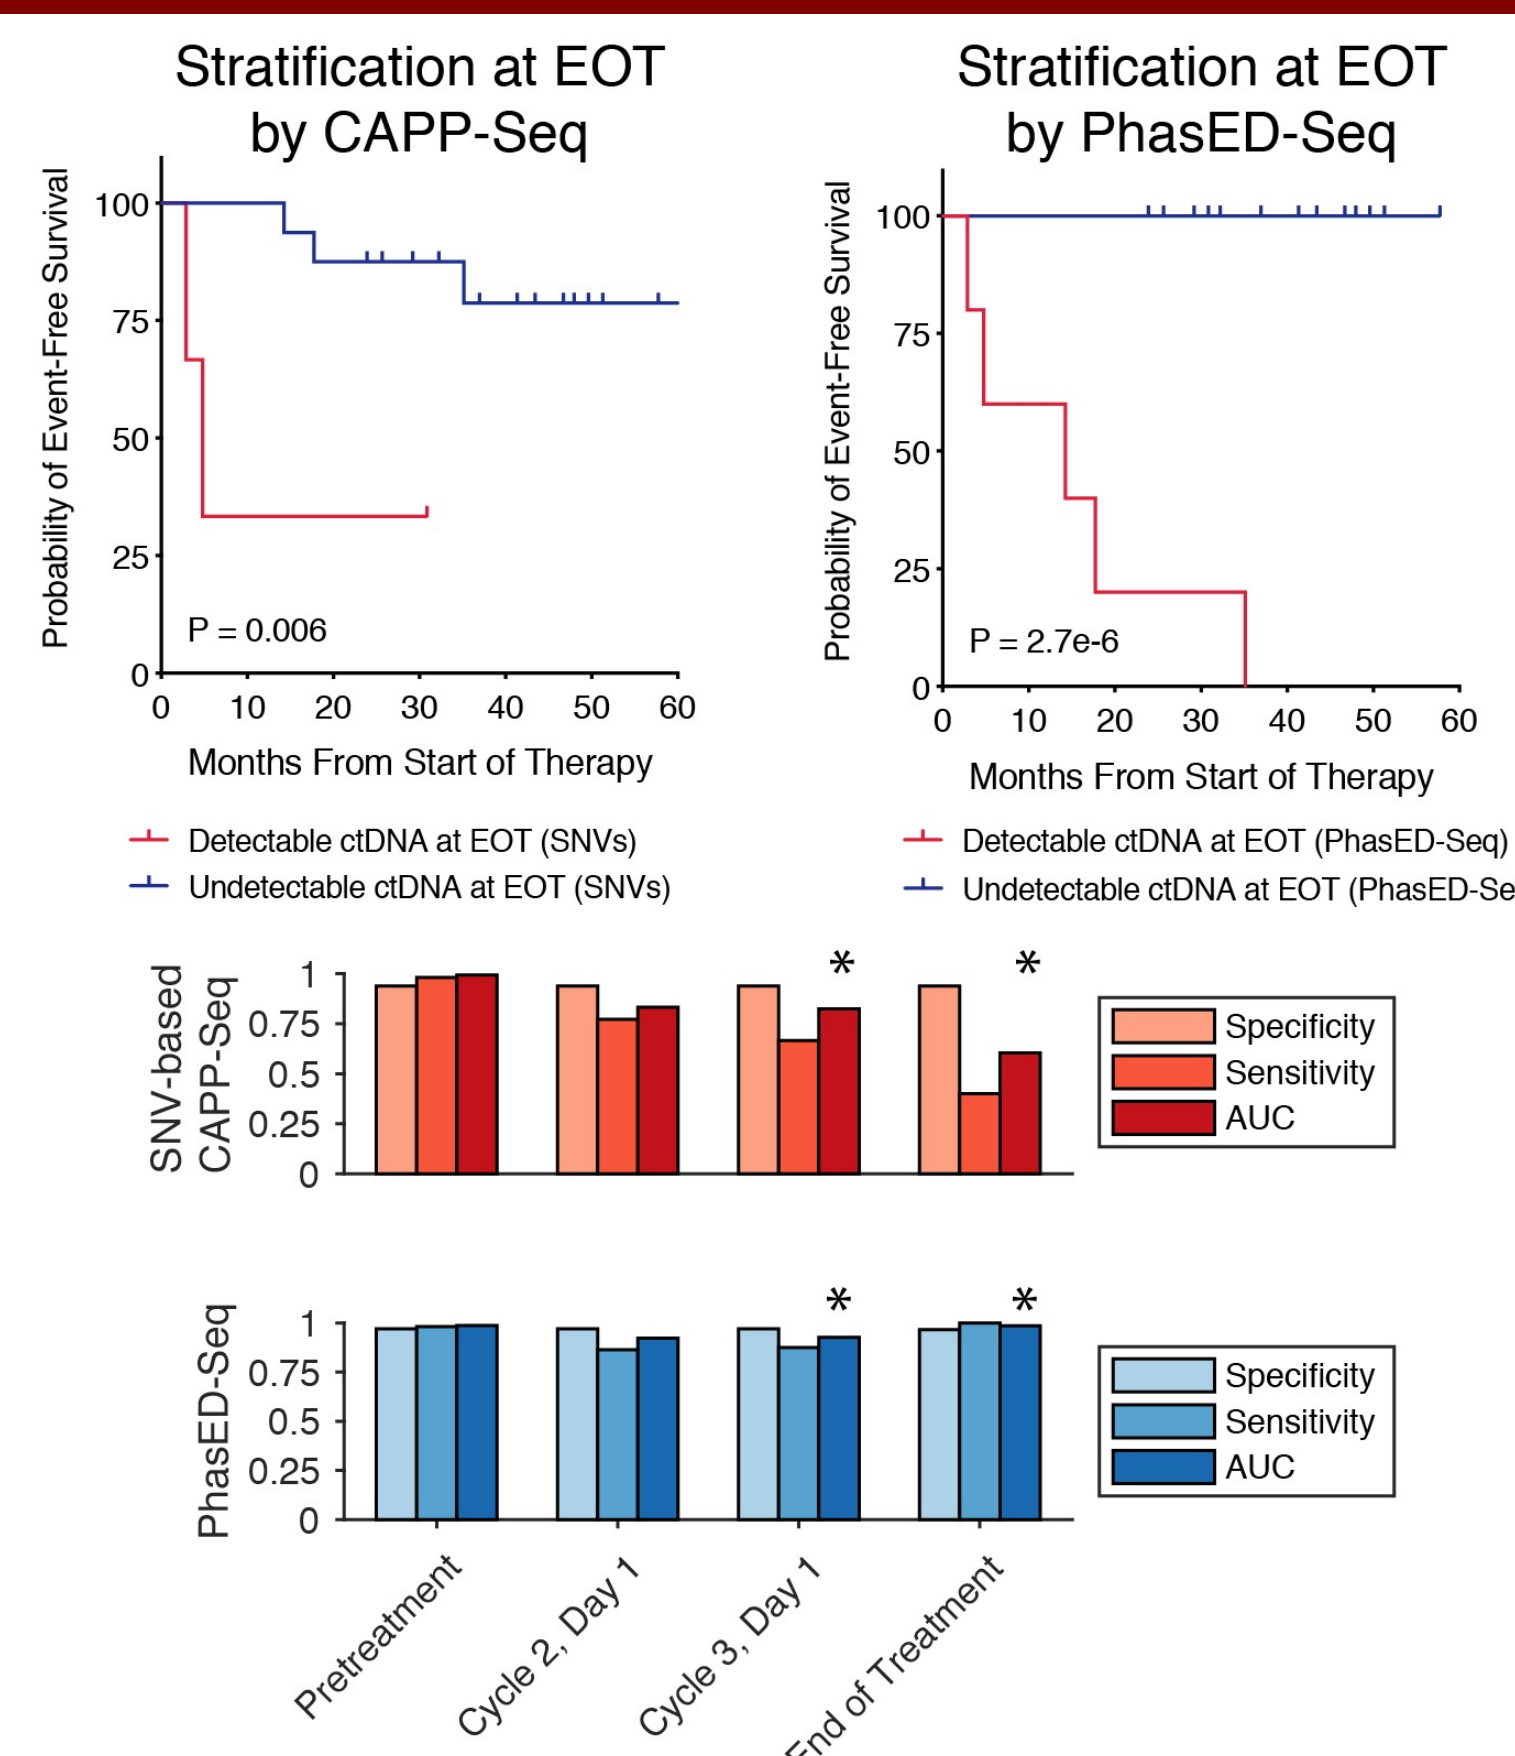 Stratification at EOT
by CAPP-Seq
Probability of Event-Free Survival
100
75
50
25
0
P = 0.006
0 10 20 30 40 50 60
Months From Start of Therapy
Detectable ctDNA at EOT (SNVs)
Undetectable ctDNA at EOT (SNVs)
Stratification at EOT
by PhasED-Seq
Probability of Event-Free Survival
100
75
50
25
0
P = 2.7e-6
0 10 20 30 40 50 60
Months From Start of Therapy
Detectable ctDNA at EOT (PhasED-Seq)
Undetectable ctDNA at EOT (PhasED-Se
SNV-based
CAPP-Seq
1
0.75
0.5
0.25
0
* *
Specificity
Sensitivity
AUC
PhasED-Seq
1
0.75
0.5
0.25
0
* *
Specificity
Sensitivity
AUC
Pretreatment
Cycle 2, Day 1
Cycle 3, Day 1
End of Treatment